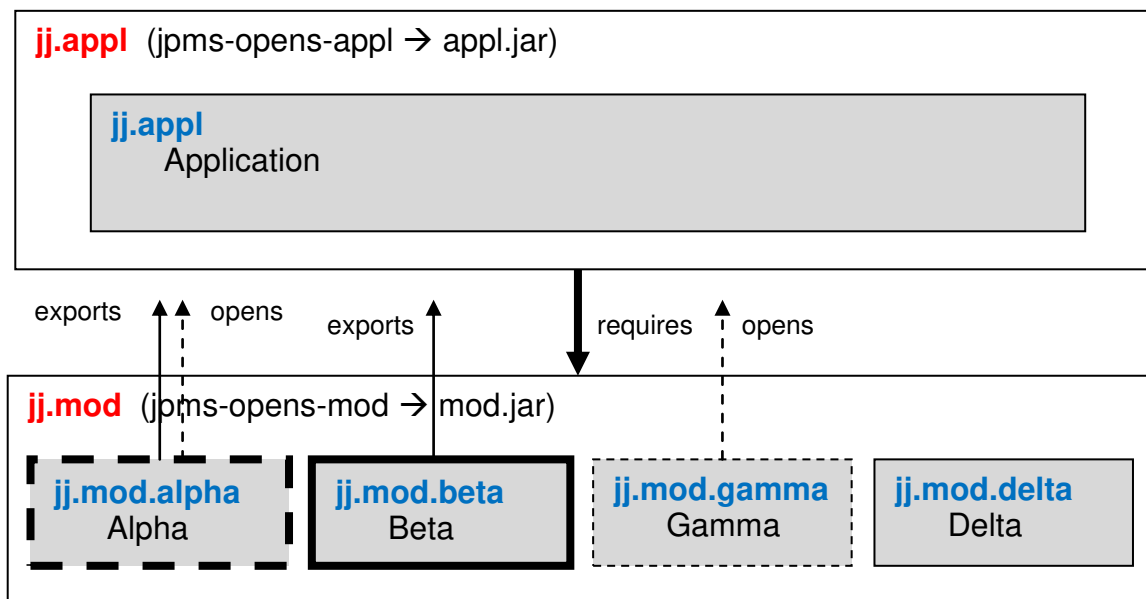 jj.appl (jpms-opens-appl → appl.jar)
jj.appl
Application
exports opens exports requires opens
jj.mod (jpms-opens-mod → mod.jar)
jj.mod.alpha jj.mod.beta jj.mod.gamma jj.mod.delta
Alpha Beta Gamma Delta